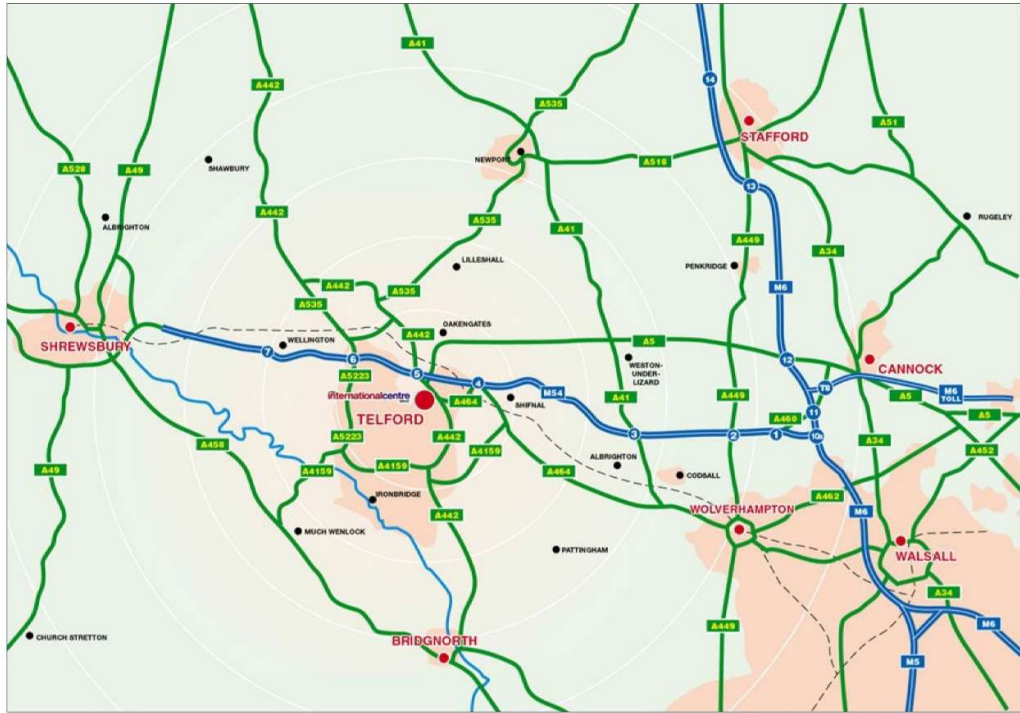 A41
14
A442
A535
STAFFORD
A51
NEWPORT
A518
A528
A49
SHAWBURY
13
A442
A535
A41
RUGELEY
ALBRIGHTON
A449
A34
LILLESHALL
PENKRIDGE
A442
A535
M6
A535
SHREWSBURY
WELLINGTON
OAKENGATES
A442
A5
7
6
12
WESTON-
UNDER-
LIZARD
CANNOCK
A5223
5
4
M54
T8
M6
TOLL
internationalcentre
TELFORD
A464
SHIFNAL
A41
A449
A460
11
A5
A5
A458
A5223
A442
3
2
1
10a
A34
A452
A49
A4159
A4159
A4159
A464
ALBRIGHTON
CODSALL
IRONBRIDGE
A442
WOLVERHAMPTON
A462
M6
MUCH WENLOCK
PATTINGHAM
WALSALL
A34
CHURCH STRETTON
BRIDGNORTH
A449
M6
M5